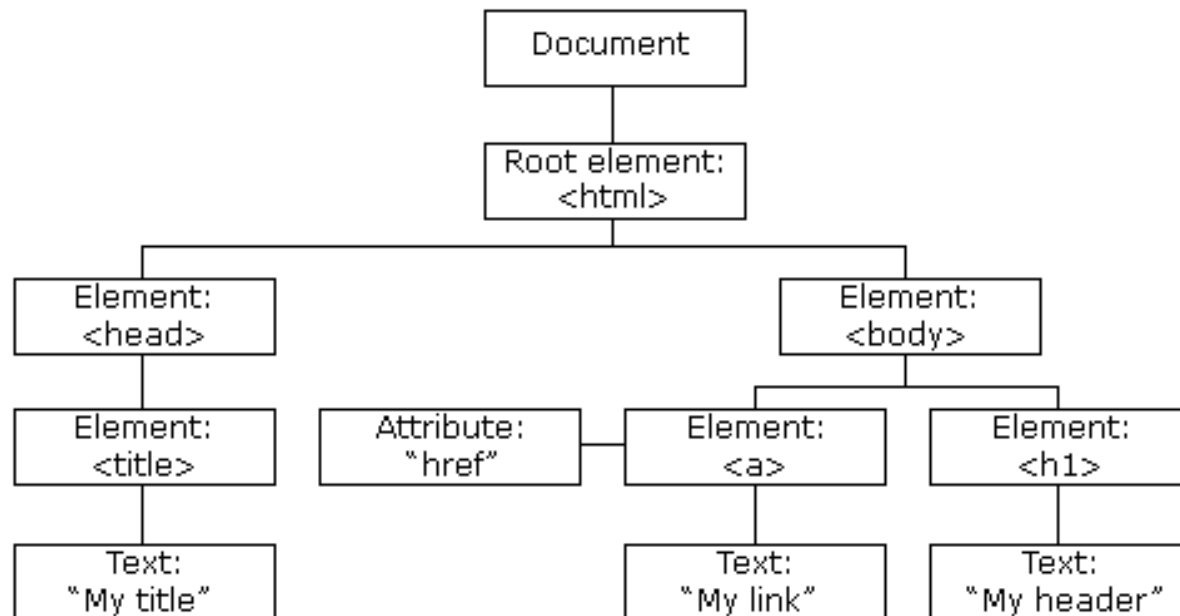 Document
Root element:
<html>
Element:
<head>
Element:
<body>
Element:
<title>
Attribute:
“href”
Element:
<a>
Element:
<h1>
Text:
“My title”
Text:
“My link”
Text:
“My header”